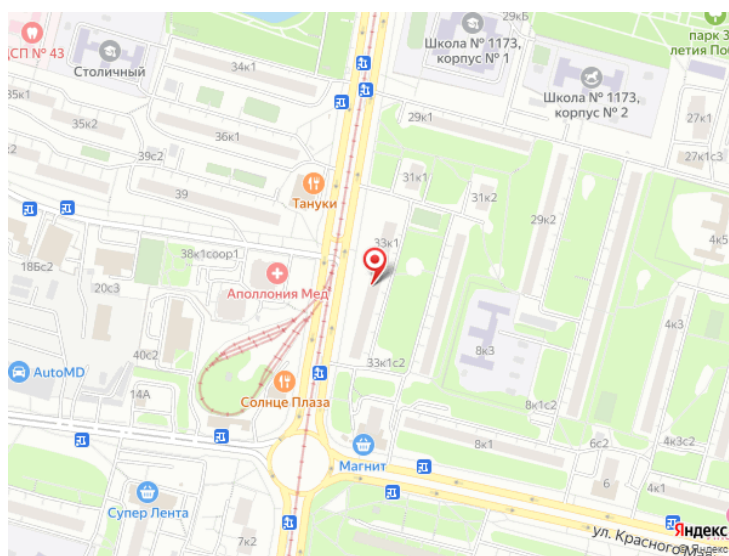 29кБ
парк 3
летия Поб
ДСП № 43
Столичный
34к1
Школа № 1173,
корпус № 1
Школа № 1173,
корпус № 2
35к1
35к2
36к1
29к1
27к1
27к1с3
39с2
39
Тануки
31к1
31к2
29к2
4к5
33к1
38к1соор1
18Бс2
20с3
Аполлония Мед
4к3
40с2
8к3
AutoMD
14А
Солнце Плаза
33к1с2
8к1с2
6с2
4к3с2
Магнит
8к1
6
4к1
Супер Лента
7к2
ул. Красного Мая
Яндекс
© Яндекс